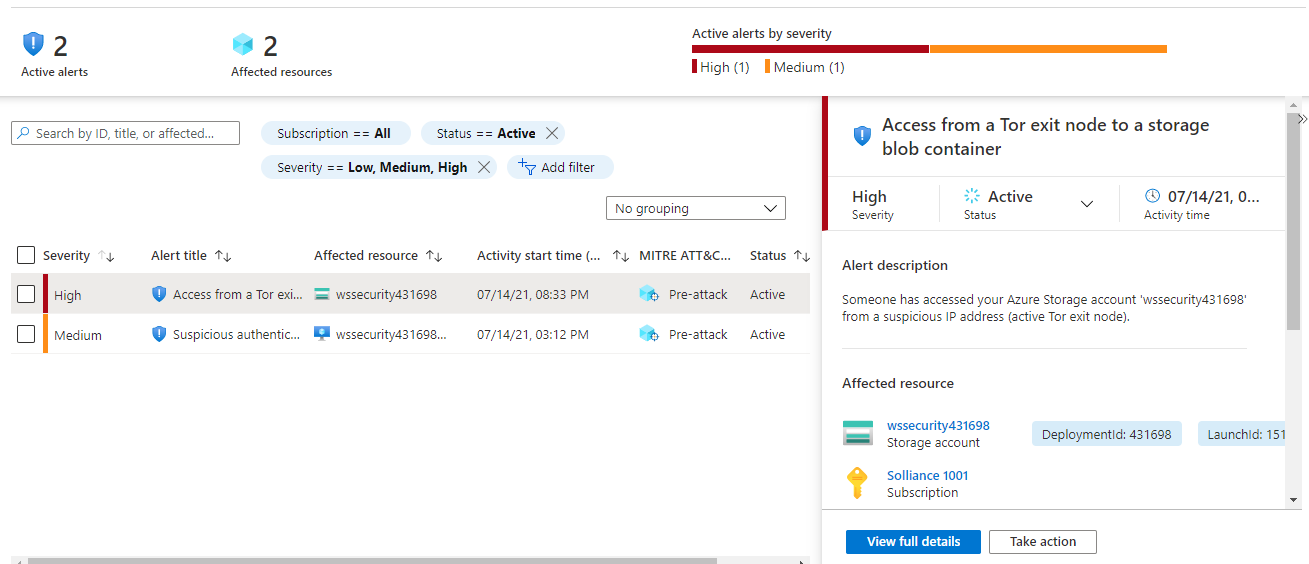 2
Active alerts
2
Affected resources
Active alerts by severity
High (1) Medium (1)
Search by ID, title, or affected...
Subscription == All
Status == Active
Severity == Low, Medium, High
Add filter
No grouping
Severity Alert title Affected resource Activity start time (... MITRE ATT&C... Status
High Access from a Tor exi... wssecurity431698 07/14/21, 08:33 PM Pre-attack Active
Medium Suspicious authentic... wssecurity431698... 07/14/21, 03:12 PM Pre-attack Active
Access from a Tor exit node to a storage
blob container
High
Severity
Active
Status
07/14/21, 0...
Activity time
Alert description
Someone has accessed your Azure Storage account 'wssecurity431698'
from a suspicious IP address (active Tor exit node).
Affected resource
wssecurity431698
Storage account
DeploymentId: 431698
LaunchId: 151
Solliance 1001
Subscription
View full details
Take action